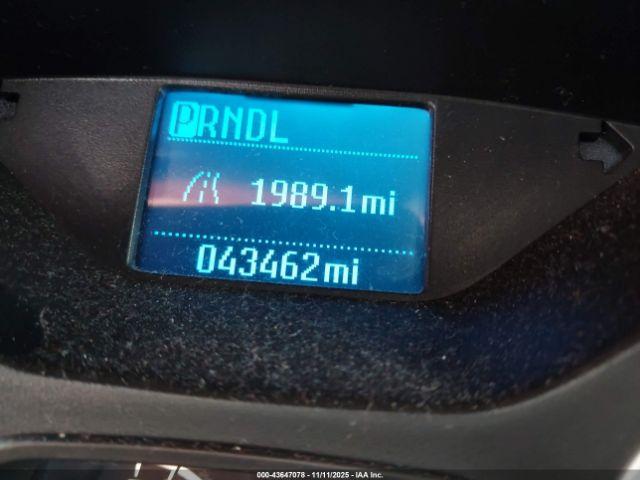 PRNDL
1989.1mi
043462mi
000-43647078 - 11/11/2025 - IAA Inc.